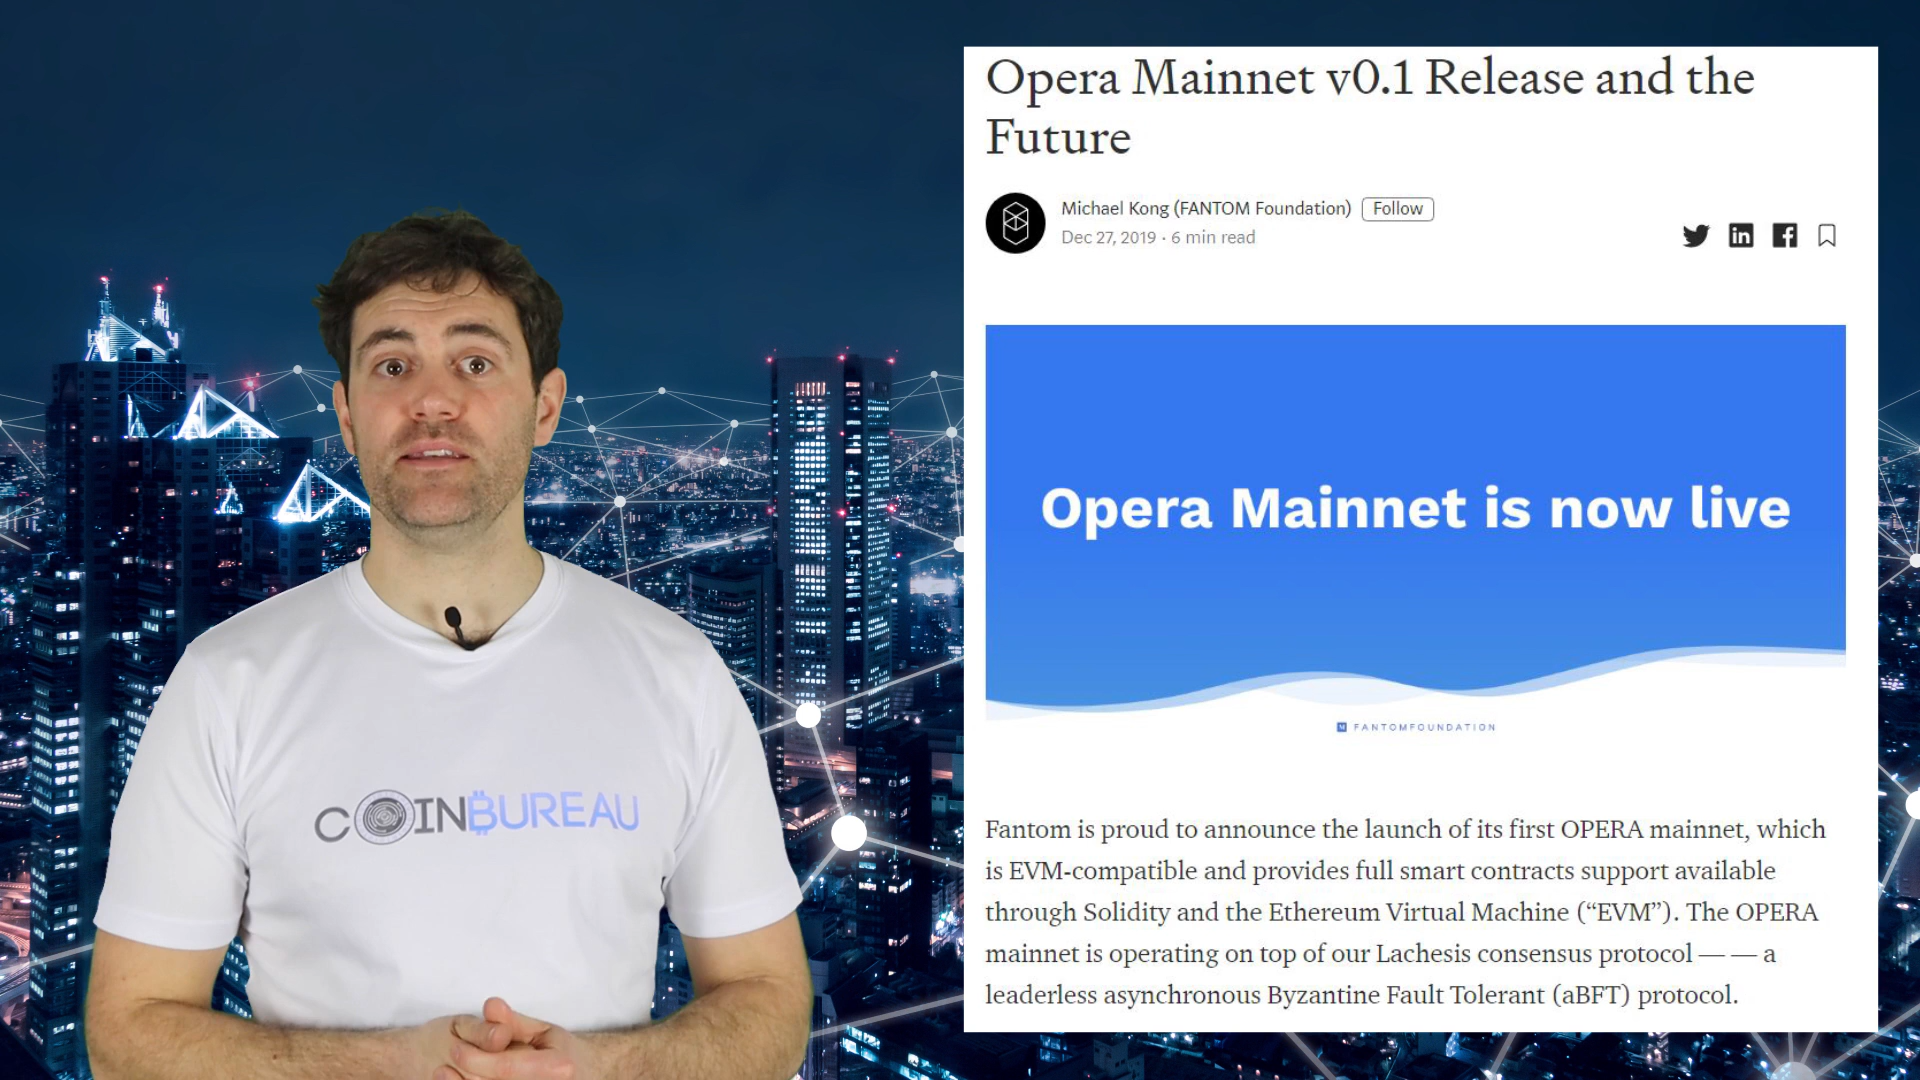 Opera Mainnet v0.1 Release and the
Future
Michael Kong (FANTOM Foundation) Follow
Dec 27, 2019 · 6 min read
Opera Mainnet is now live
FANTOMFOUNDATION
COINBUREAU
Fantom is proud to announce the launch of its first OPERA mainnet, which
is EVM-compatible and provides full smart contracts support available
through Solidity and the Ethereum Virtual Machine (“EVM”). The OPERA
mainnet is operating on top of our Lachesis consensus protocol — — a
leaderless asynchronous Byzantine Fault Tolerant (aBFT) protocol.